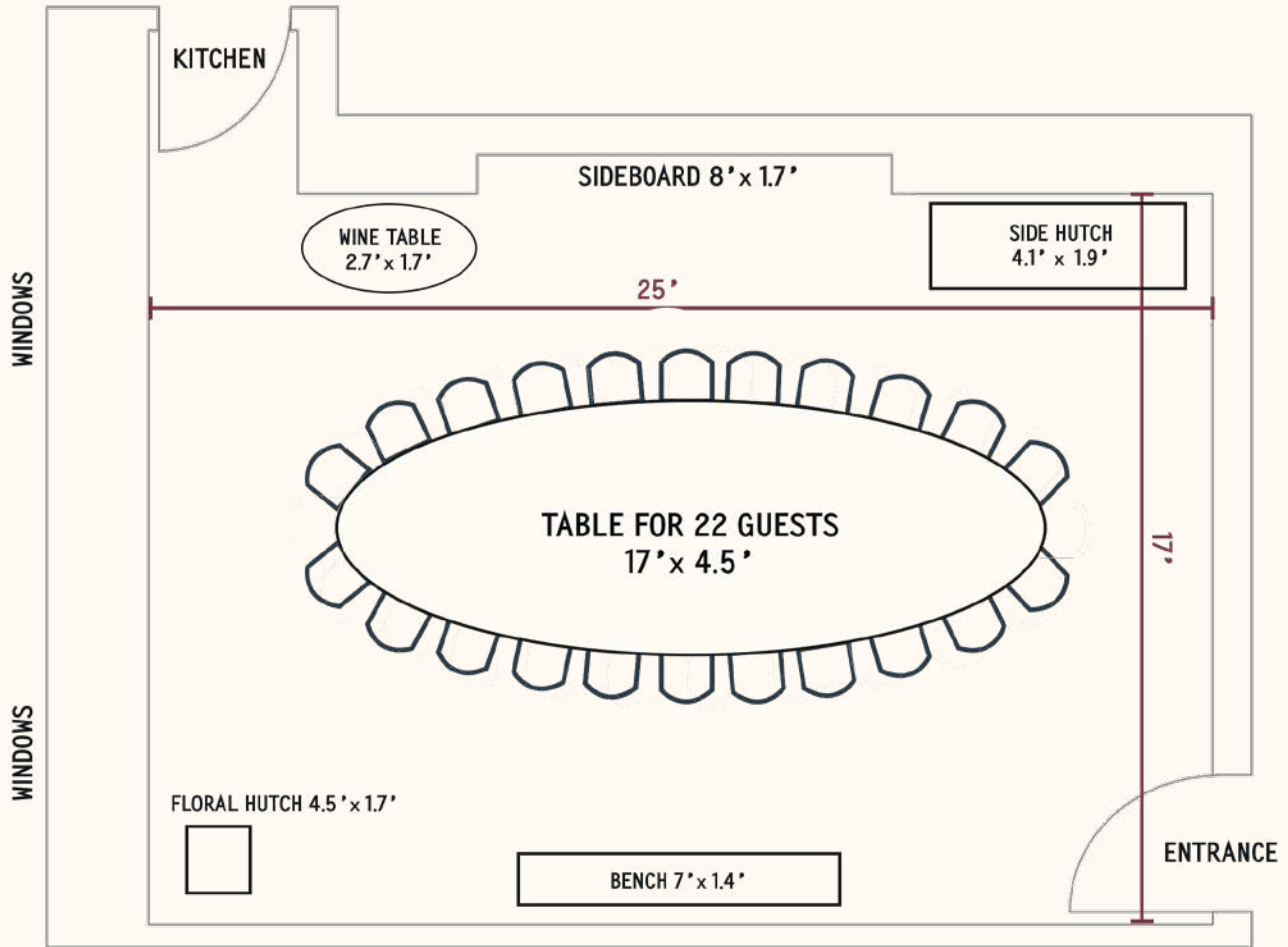 KITCHEN
SIDEBOARD 8' x 1.7'
WINE TABLE
2.7' x 1.7'
SIDE HUTCH
4.1' x 1.9'
25'
WINDOWS
TABLE FOR 22 GUESTS
17' x 4.5'
17'
WINDOWS
FLORAL HUTCH 4.5' x 1.7'
ENTRANCE
BENCH 7' x 1.4'